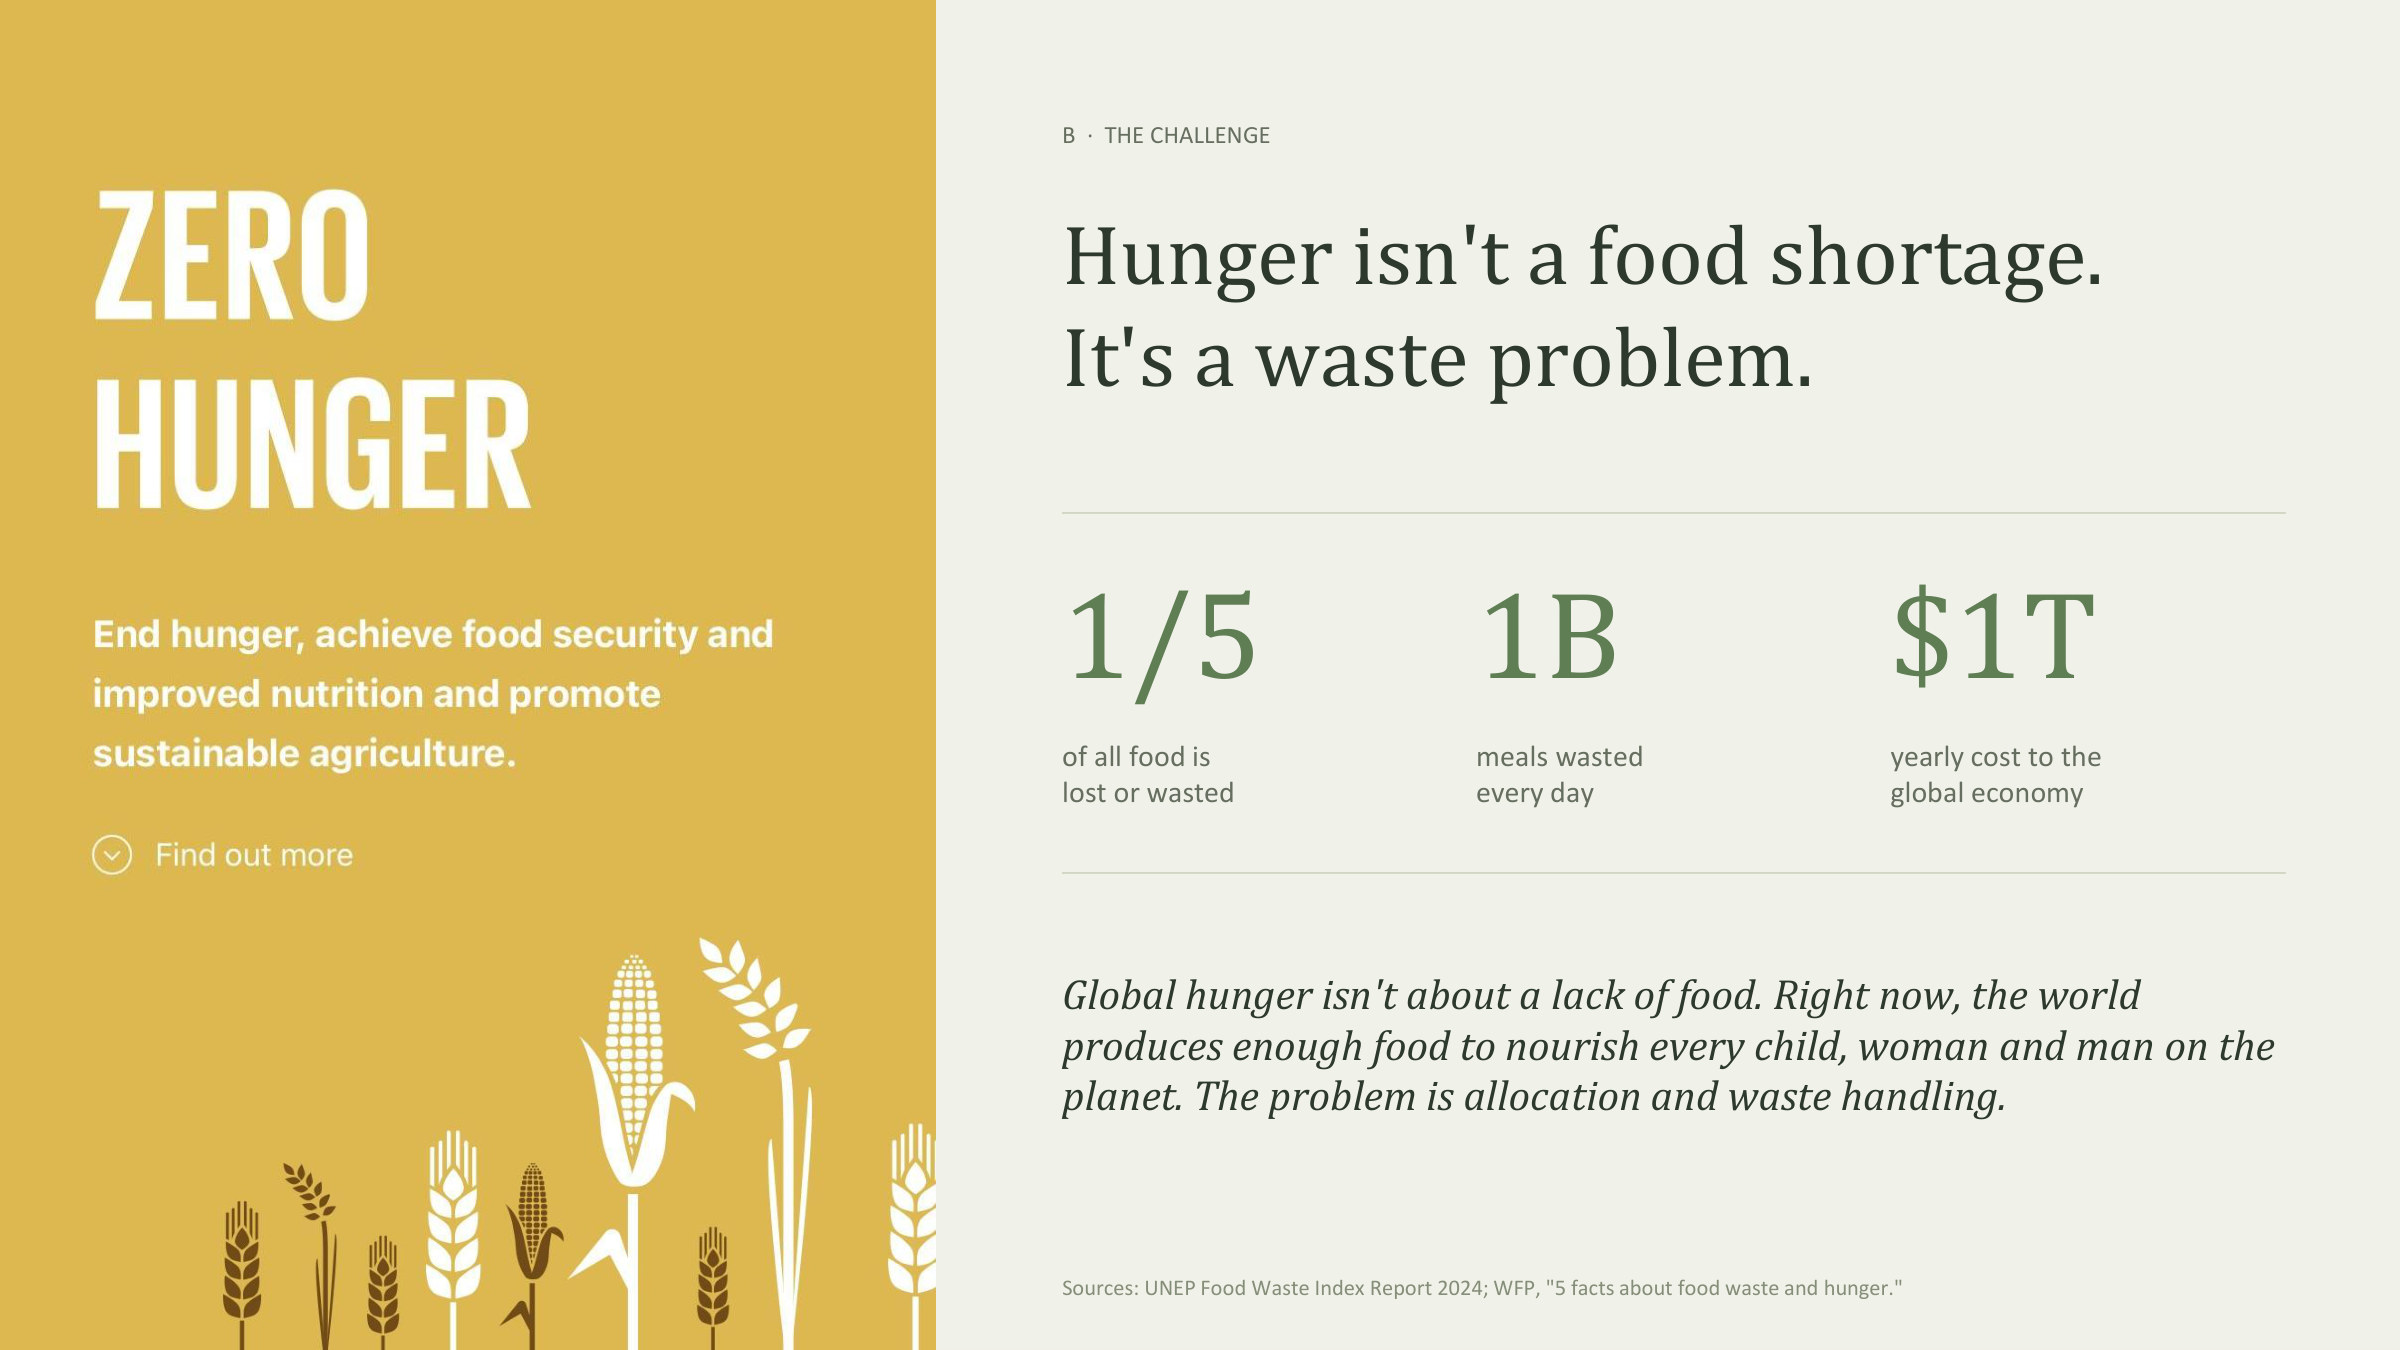 ZERO
HUNGER
End hunger, achieve food security and
improved nutrition and promote
sustainable agriculture.
Find out more
B · THE CHALLENGE
Hunger isn't a food shortage.
It's a waste problem.
1/5
of all food is
lost or wasted
1B
meals wasted
every day
$1T
yearly cost to the
global economy
Global hunger isn't about a lack of food. Right now, the world
produces enough food to nourish every child, woman and man on the
planet. The problem is allocation and waste handling.
Sources: UNEP Food Waste Index Report 2024; WFP, "5 facts about food waste and hunger."